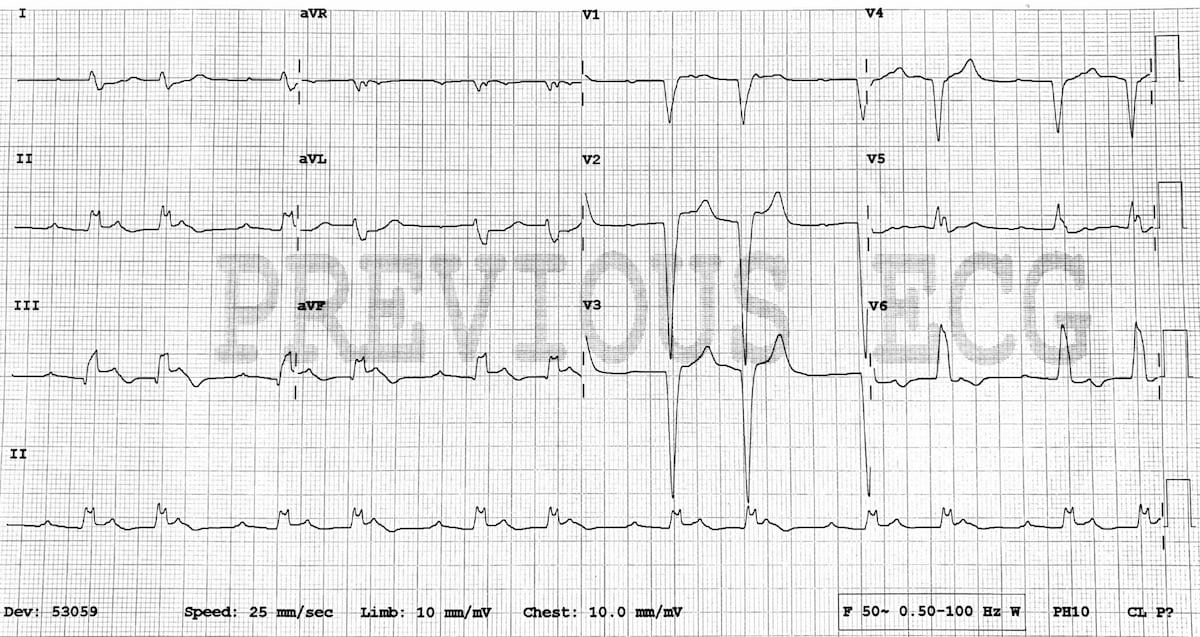 I aVR V1 V4
II aVL V2 V5
PREVIOUS ECG
III aVF V3 V6
II
Dev: 53059 Speed: 25 mm/sec Limb: 10 mm/mV Chest: 10.0 mm/mV F 50~ 0.50-100 Hz W PH10 CL P?